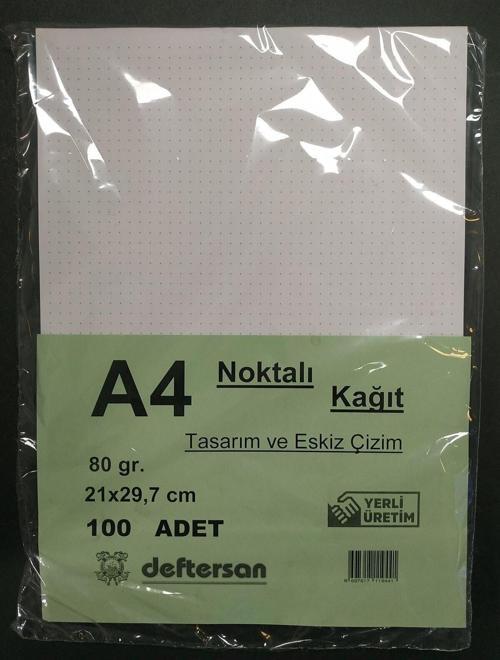 A4 Noktalı
Kağıt
Tasarım ve Eskiz Çizim
80 gr.
21x29,7 cm
100 ADET
YERLİ
ÜRETİM
deftersan